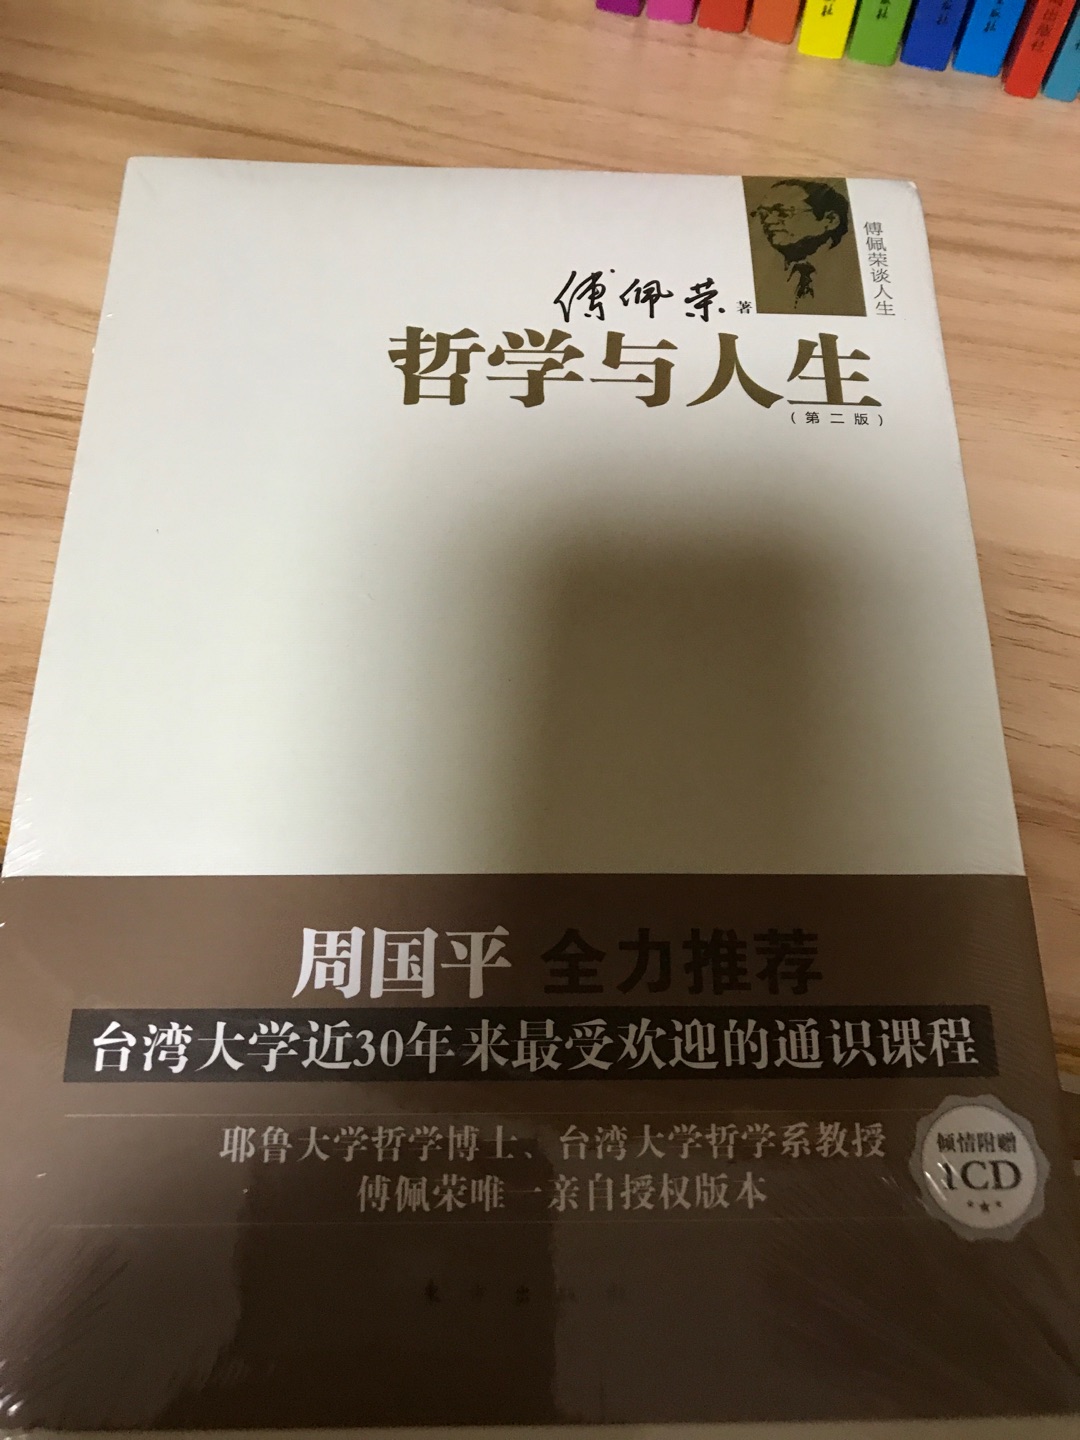 傅佩荣谈人生
傅佩荣 著
哲学与人生
(第二版)
周国平 全力推荐
台湾大学近30年来最受欢迎的通识课程
耶鲁大学哲学博士、台湾大学哲学系教授
傅佩荣唯一亲自授权版本
倾情附赠
1CD
出版社